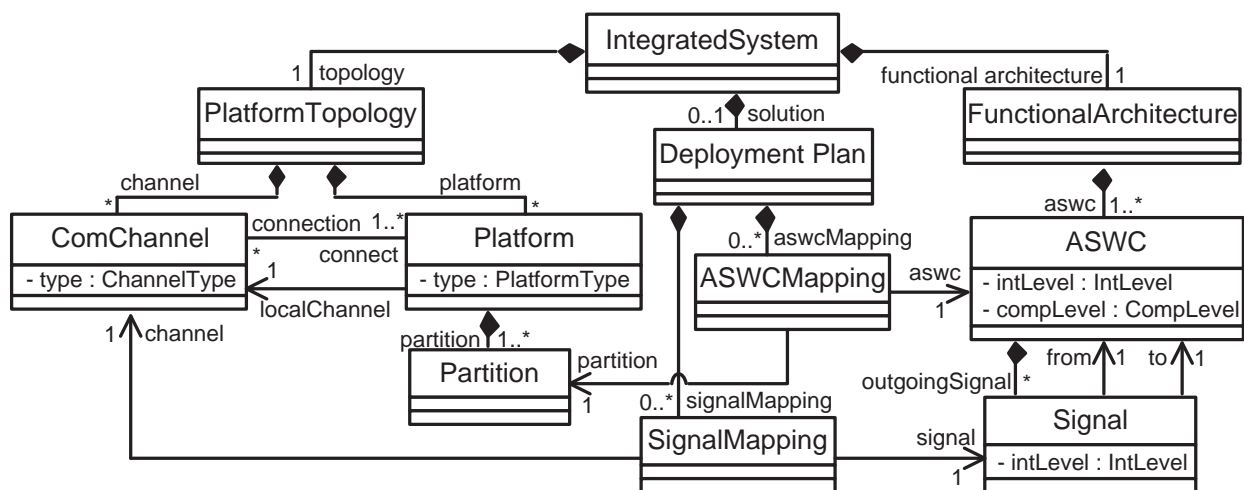 IntegratedSystem
1 topology
functional architecture 1
PlatformTopology
0..1 solution
FunctionalArchitecture
Deployment Plan
channel
platform
*
*
aswc 1..*
ComChannel
connection 1..*
Platform
0..* aswcMapping
ASWC
- type : ChannelType
* connect
1
- type : PlatformType
ASWCMapping
aswc
1
- intLevel : IntLevel
- compLevel : CompLevel
localChannel
1 channel
partition 1..*
partition
1
from 1
to 1
Partition
outgoingSignal *
0..* signalMapping
Signal
SignalMapping
signal
1
- intLevel : IntLevel